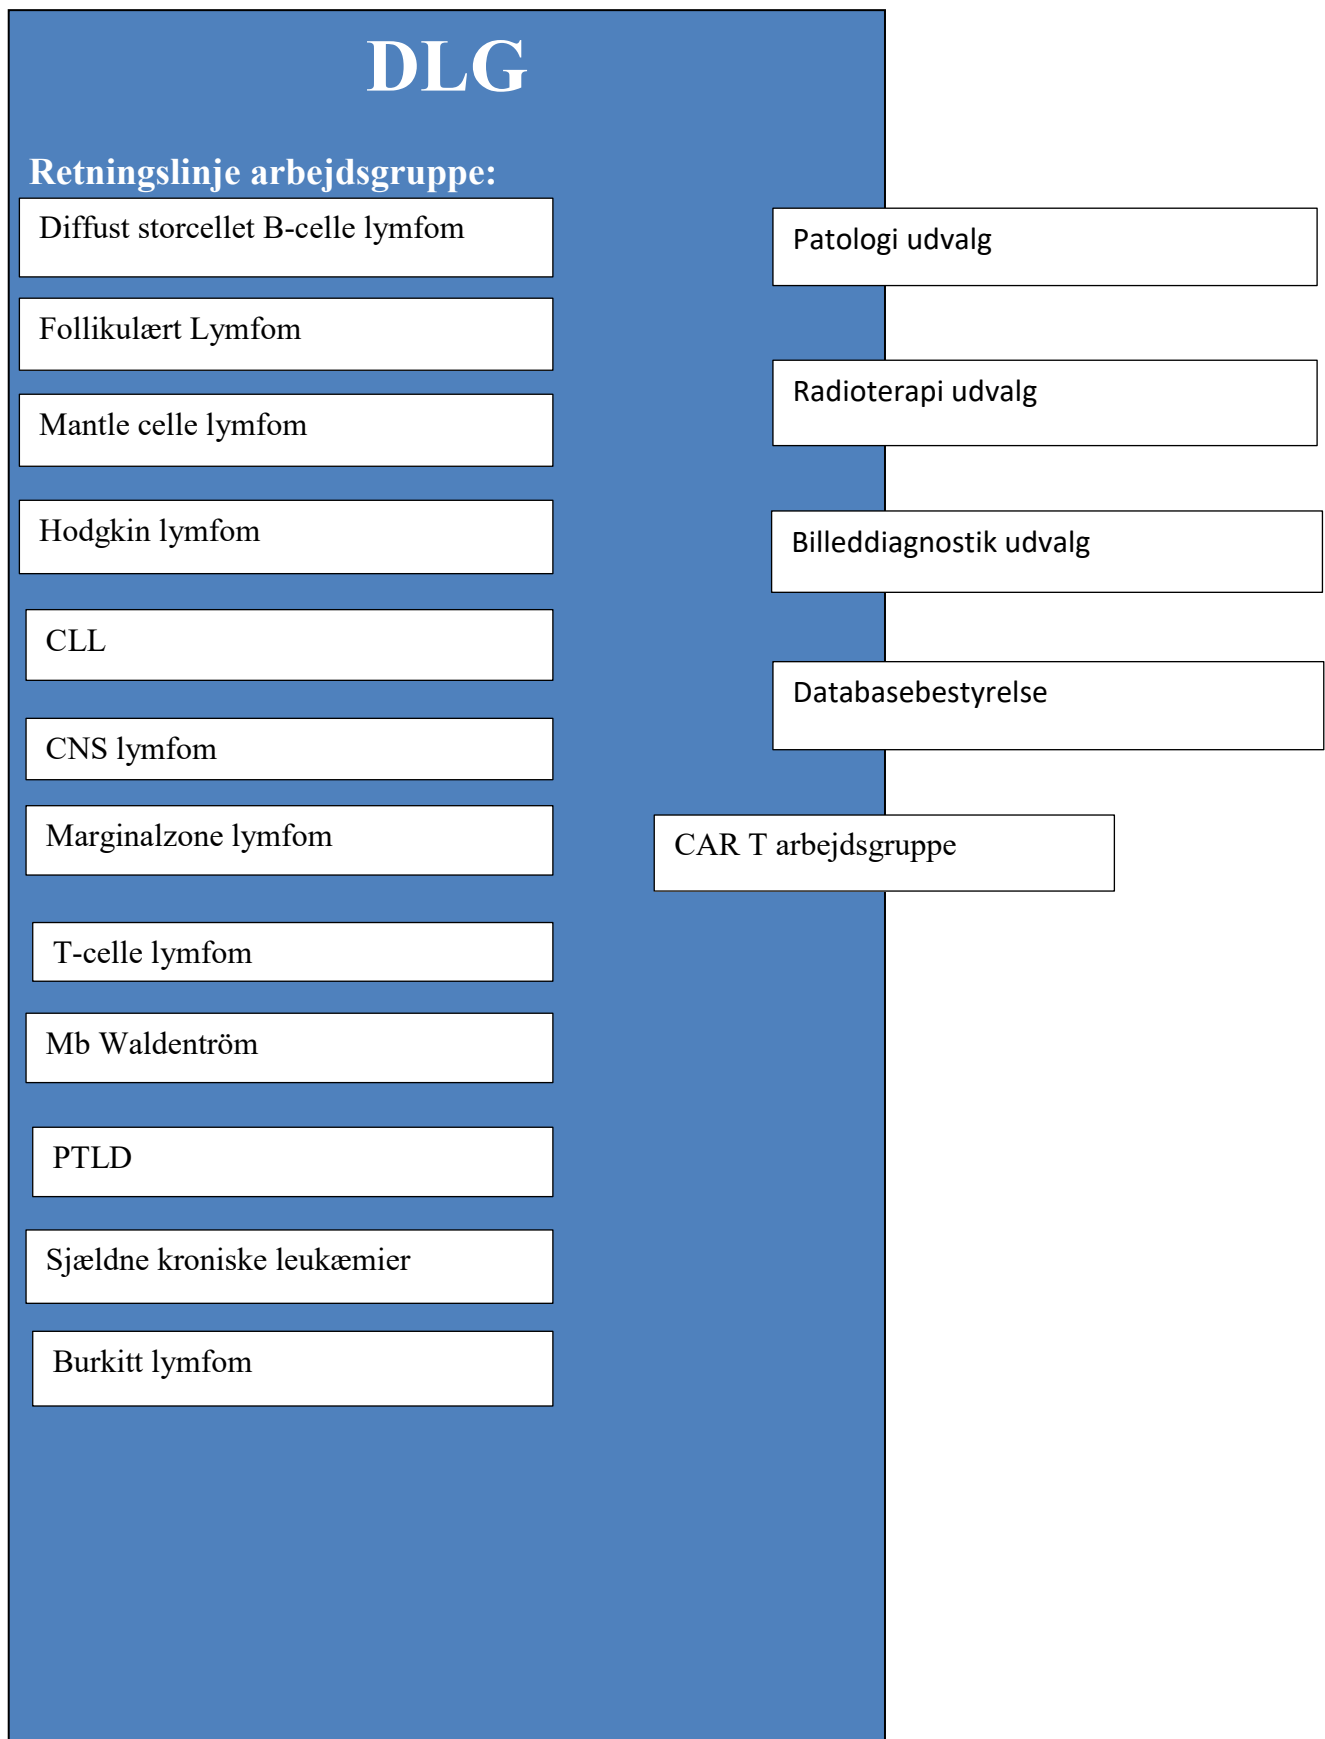 DLG
Retningslinje arbejdsgruppe:
Diffust storcellet B-celle lymfom
Follikulært Lymfom
Mantle celle lymfom
Hodgkin lymfom
CLL
CNS lymfom
Marginalzone lymfom
T-celle lymfom
Mb Waldentröm
PTLD
Sjældne kroniske leukæmier
Burkitt lymfom
Patologi udvalg
Radioterapi udvalg
Billeddiagnostik udvalg
Databasebestyrelse
CAR T arbejdsgruppe